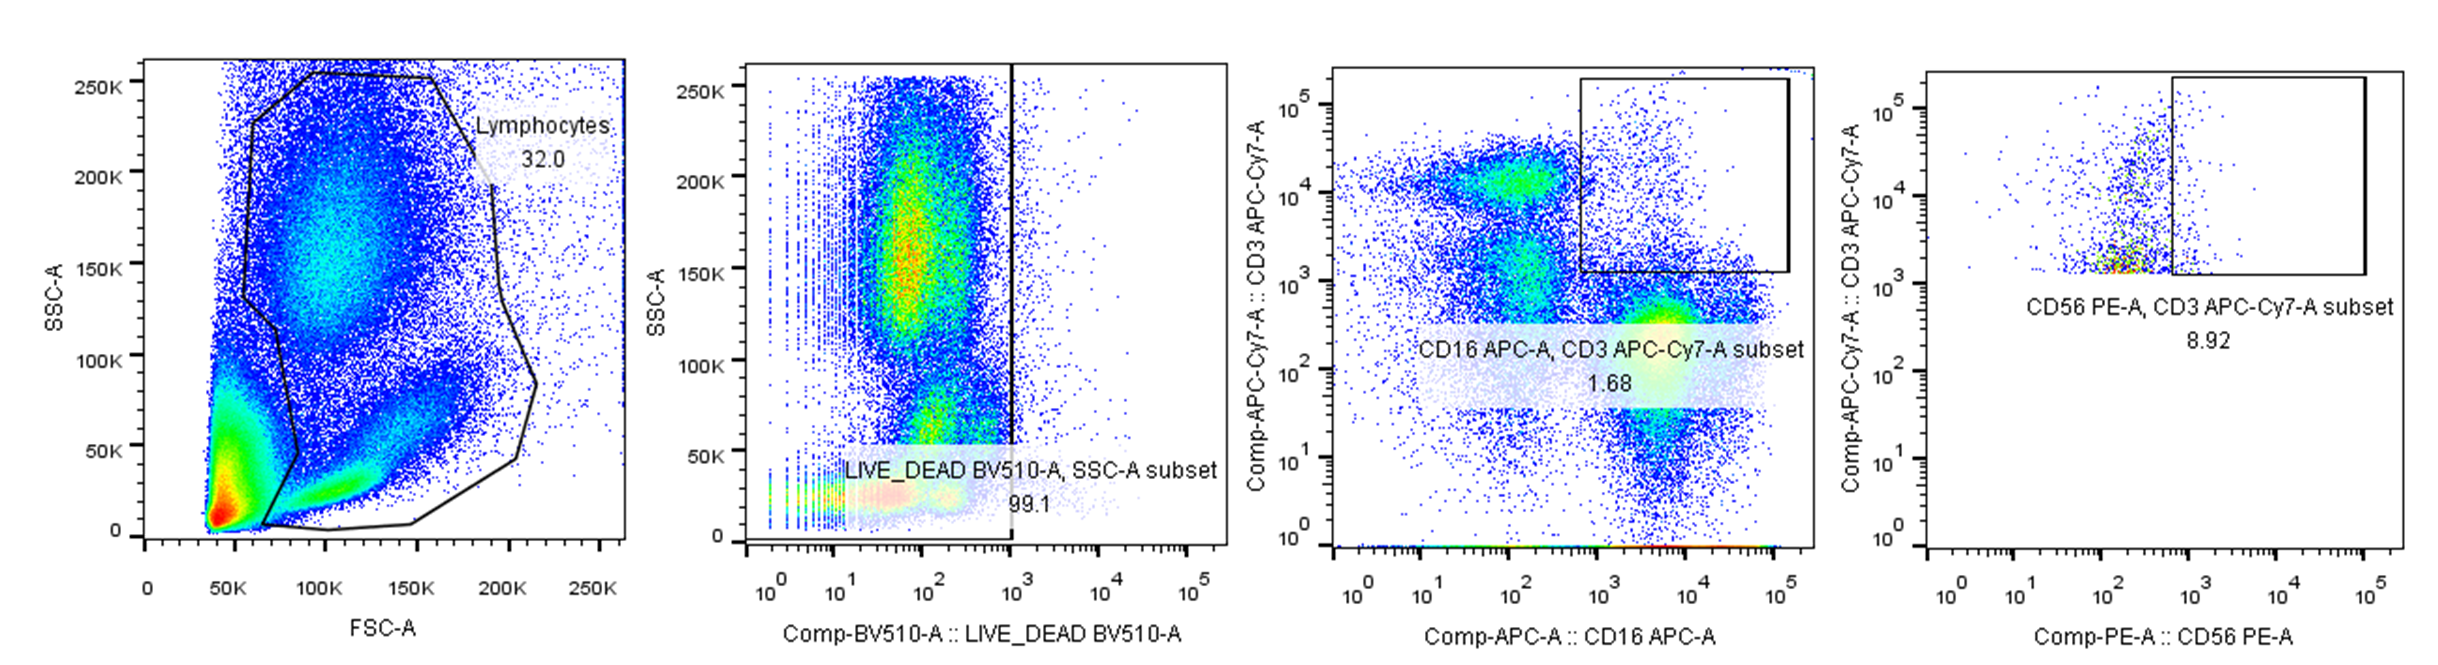 250K
200K
150K
100K
50K
0
SSC-A
0
50K
100K
150K
200K
250K
FSC-A
Lymphocytes
32.0
250K
200K
150K
100K
50K
0
SSC-A
10^0
10^1
10^2
10^3
10^4
10^5
Comp-BV510-A :: LIVE_DEAD BV510-A
LIVE_DEAD BV510-A, SSC-A subset
99.1
10^5
10^4
10^3
10^2
10^1
10^0
Comp-APC-Cy7-A :: CD3 APC-Cy7-A
10^0
10^1
10^2
10^3
10^4
10^5
Comp-APC-A :: CD16 APC-A
CD16 APC-A, CD3 APC-Cy7-A subset
1.68
10^5
10^4
10^3
10^2
10^1
10^0
Comp-APC-Cy7-A :: CD3 APC-Cy7-A
10^0
10^1
10^2
10^3
10^4
10^5
Comp-PE-A :: CD56 PE-A
CD56 PE-A, CD3 APC-Cy7-A subset
8.92